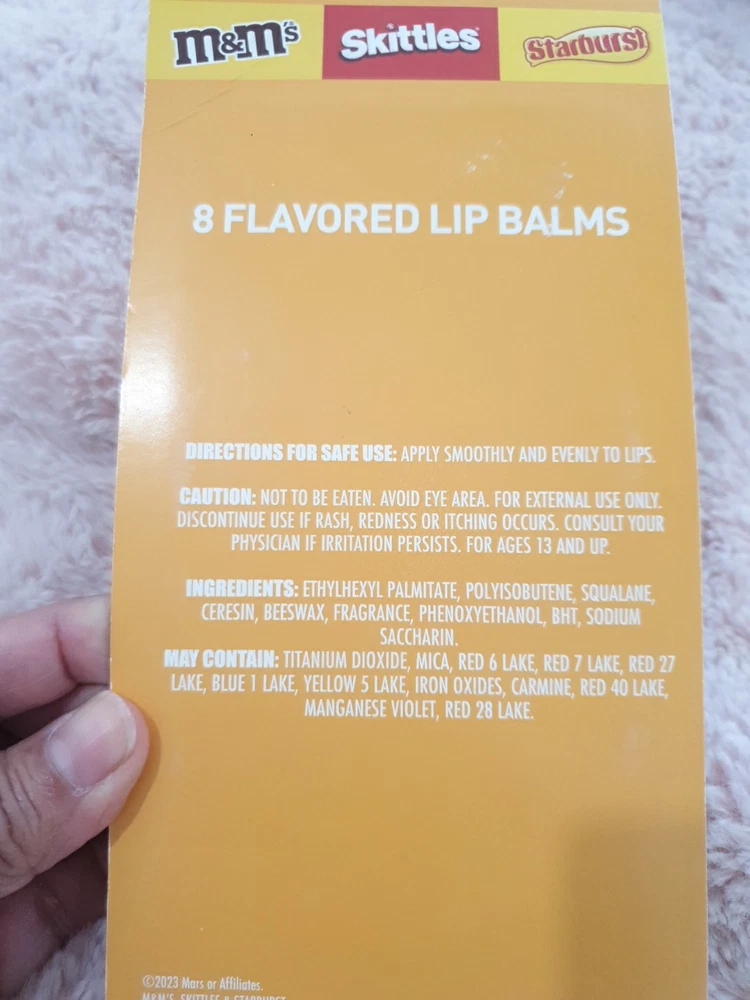 m&m's®
Skittles
Starburst
8 FLAVORED LIP BALMS
DIRECTIONS FOR SAFE USE: APPLY SMOOTHLY AND EVENLY TO LIPS.
CAUTION: NOT TO BE EATEN. AVOID EYE AREA. FOR EXTERNAL USE ONLY.
DISCONTINUE USE IF RASH, REDNESS OR ITCHING OCCURS. CONSULT YOUR
PHYSICIAN IF IRRITATION PERSISTS. FOR AGES 13 AND UP.
INGREDIENTS: ETHYLHEXYL PALMITATE, POLYISOBUTENE, SQUALANE,
CERESIN, BEESWAX, FRAGRANCE, PHENOXYETHANOL, BHT, SODIUM
SACCHARIN.
MAY CONTAIN: TITANIUM DIOXIDE, MICA, RED 6 LAKE, RED 7 LAKE, RED 27
LAKE, BLUE 1 LAKE, YELLOW 5 LAKE, IRON OXIDES, CARMINE, RED 40 LAKE,
MANGANESE VIOLET, RED 28 LAKE.
©2023 Mars or Affiliates.
M&M'S, SKITTLES & STARBURST